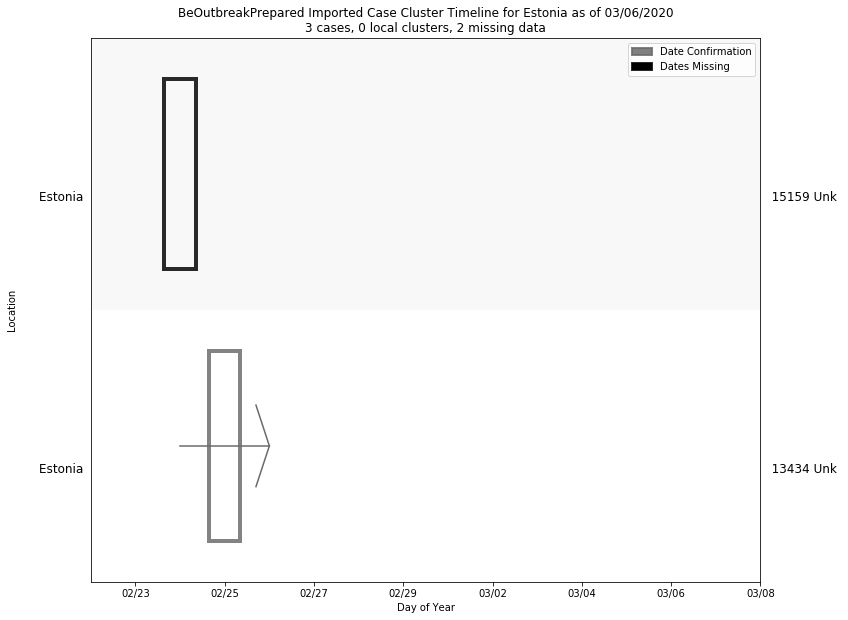 BeOutbreakPrepared Imported Case Cluster Timeline for Estonia as of 03/06/2020
3 cases, 0 local clusters, 2 missing data
Date Confirmation
Dates Missing
Estonia
15159 Unk
Location
Estonia
13434 Unk
02/23 02/25 02/27 02/29 03/02 03/04 03/06 03/08
Day of Year